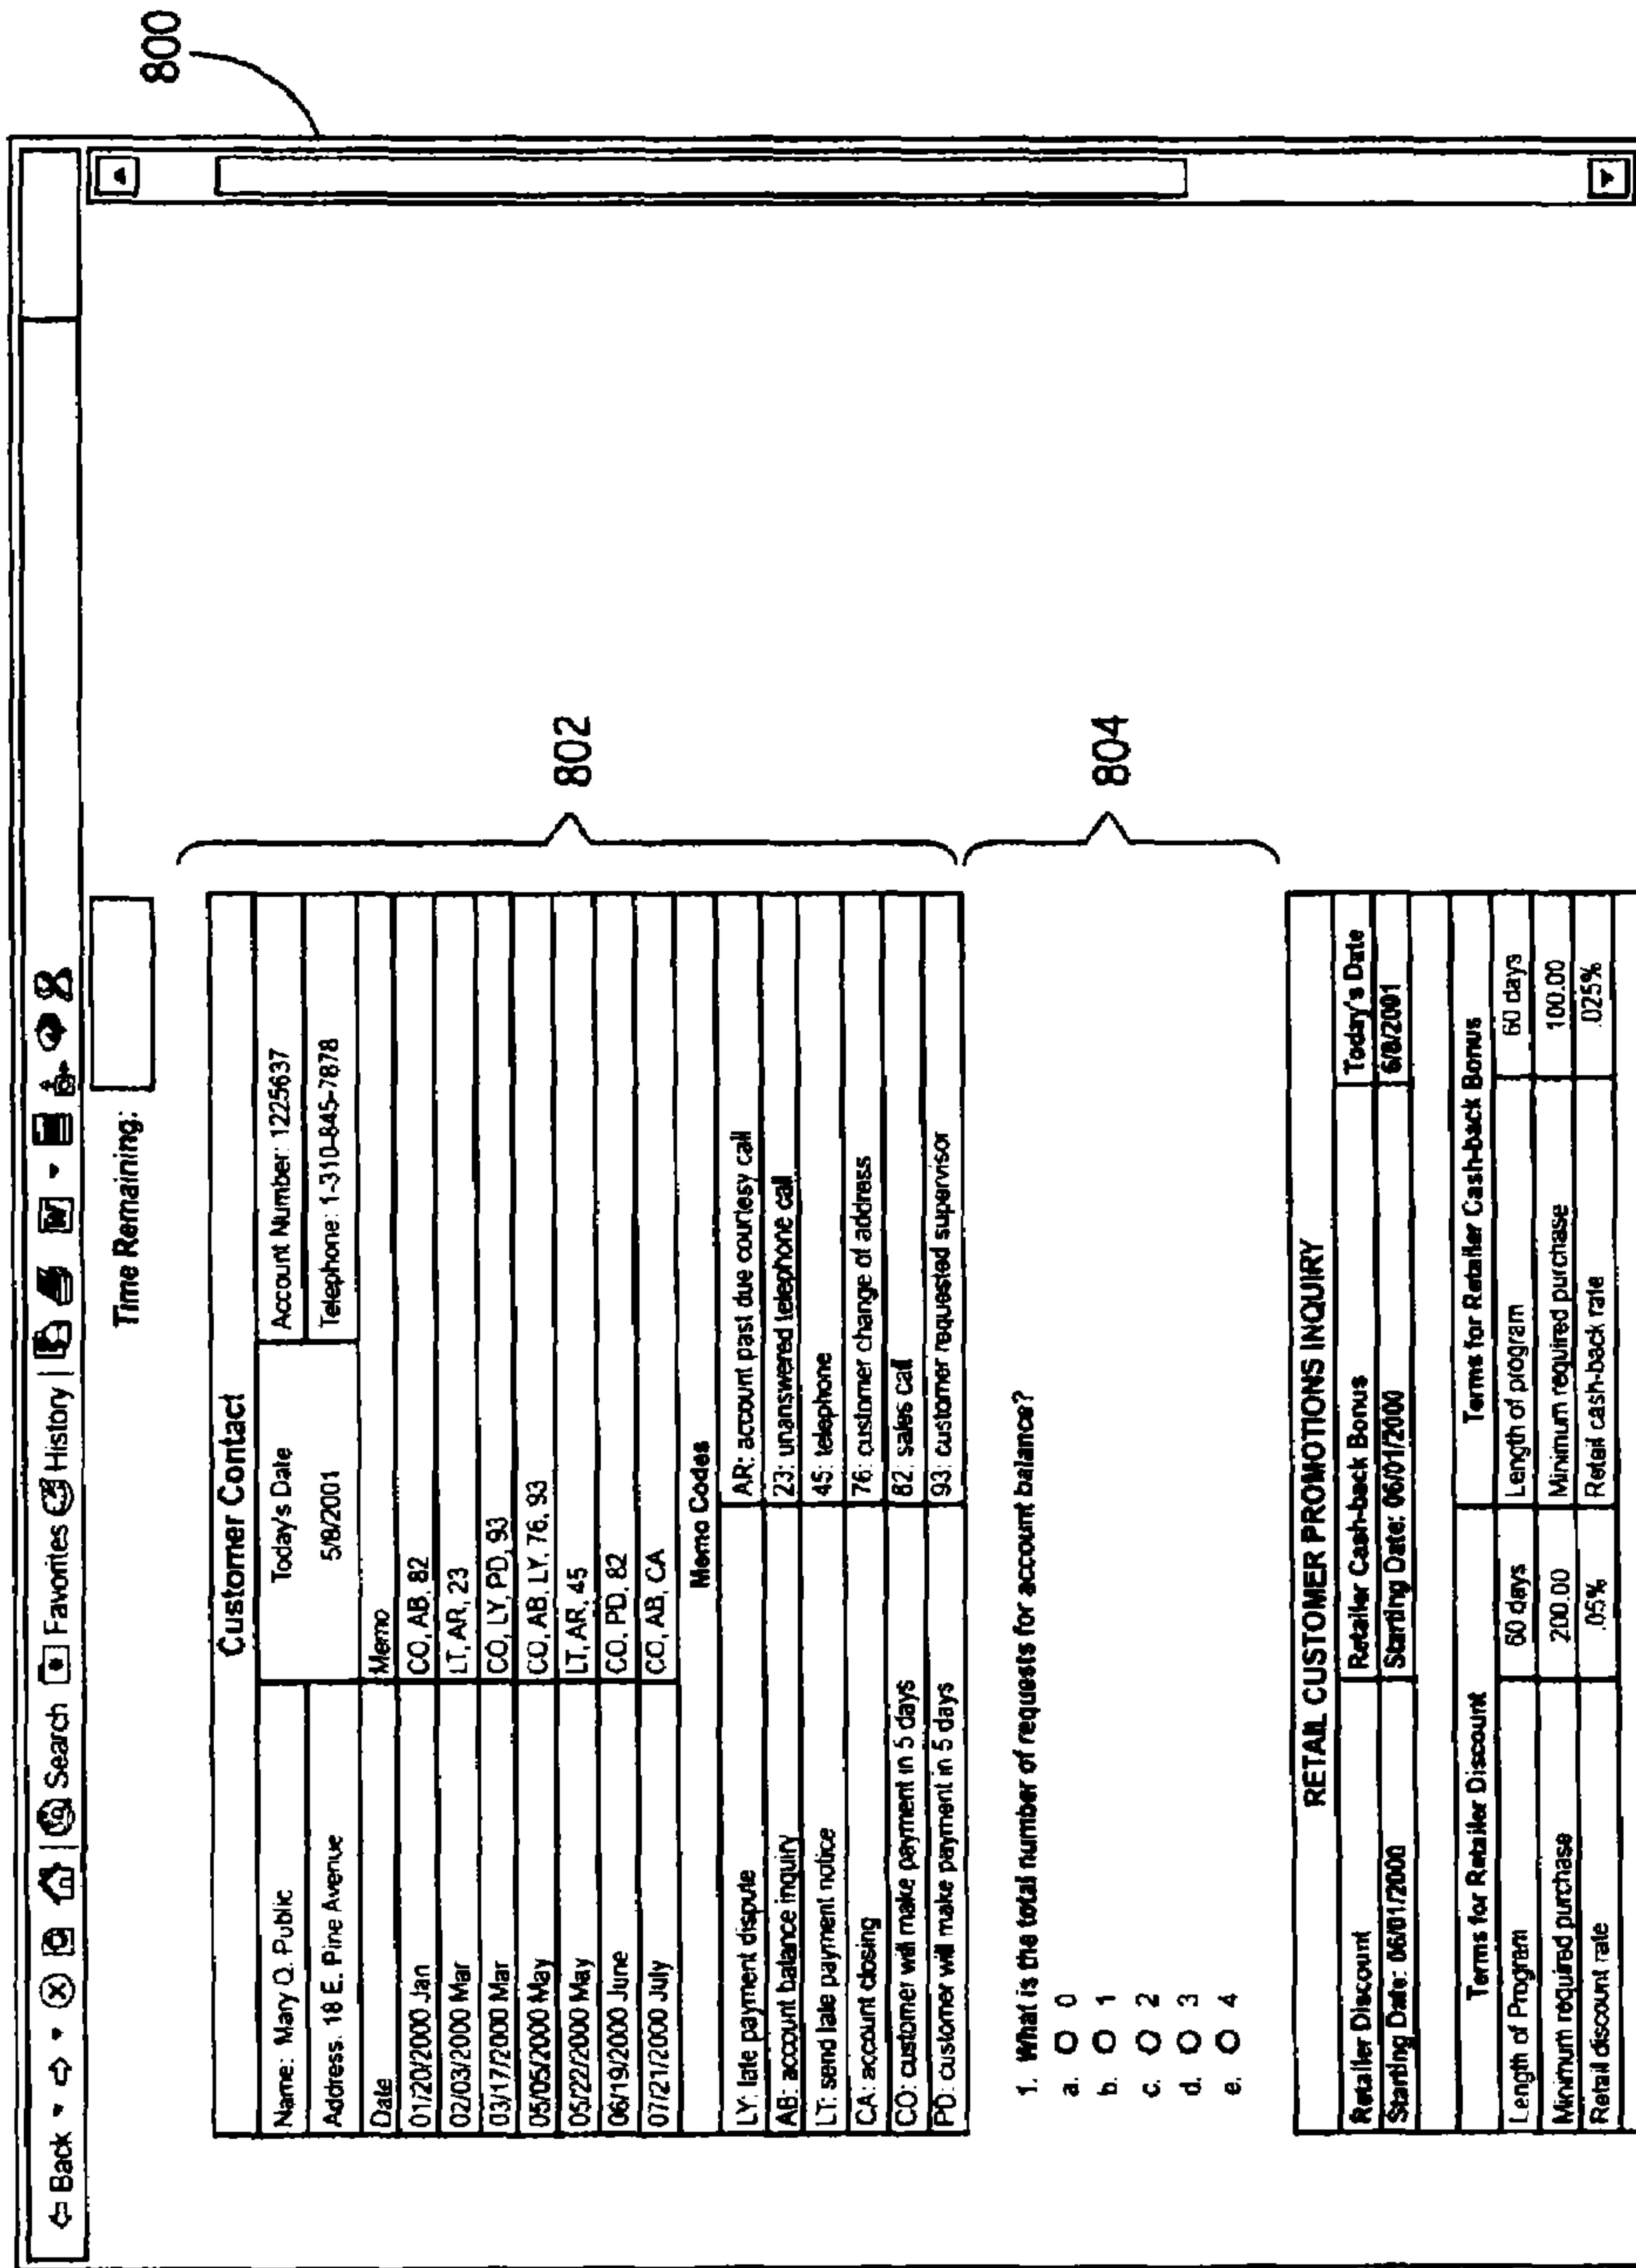 800
Back Search Favorites History
Time Remaining:
Customer Contact
Name: Mary Q. Public Today's Date Account Number: 1225637
Address: 18 E. Pine Avenue 5/8/2001 Telephone: 1-310-845-7878
Date Memo
01/20/2000 Jan CO, AB, 82
02/03/2000 Mar LT, AR, 23
03/17/2000 Mar CO, LY, PD, 93
05/05/2000 May CO, AB, LY, 76, 93
05/22/2000 May LT, AR, 45
06/19/2000 June CO, PD, 82
07/21/2000 July CO, AB, CA
Memo Codes
LY: late payment dispute AR: account past due courtesy call
AB: account balance inquiry 23: unanswered telephone call
LT: send late payment notice 45: telephone
CA: account closing 76: customer change of address
CO: customer will make payment in 5 days 82: sales call
PD: customer will make payment in 5 days 93: customer requested supervisor
802
1. What is the total number of requests for account balance?
a. 0
b. 1
c. 2
d. 3
e. 4
804
RETAIL CUSTOMER PROMOTIONS INQUIRY
Retailer Discount Retailer Cash-back Bonus Today's Date
Starting Date: 06/01/2000 Starting Date: 06/01/2000 6/8/2001
Terms for Retailer Discount Terms for Retailer Cash-back Bonus
Length of Program 60 days Length of program 60 days
Minimum required purchase 200.00 Minimum required purchase 100.00
Retail discount rate .05% Retail cash-back rate .025%